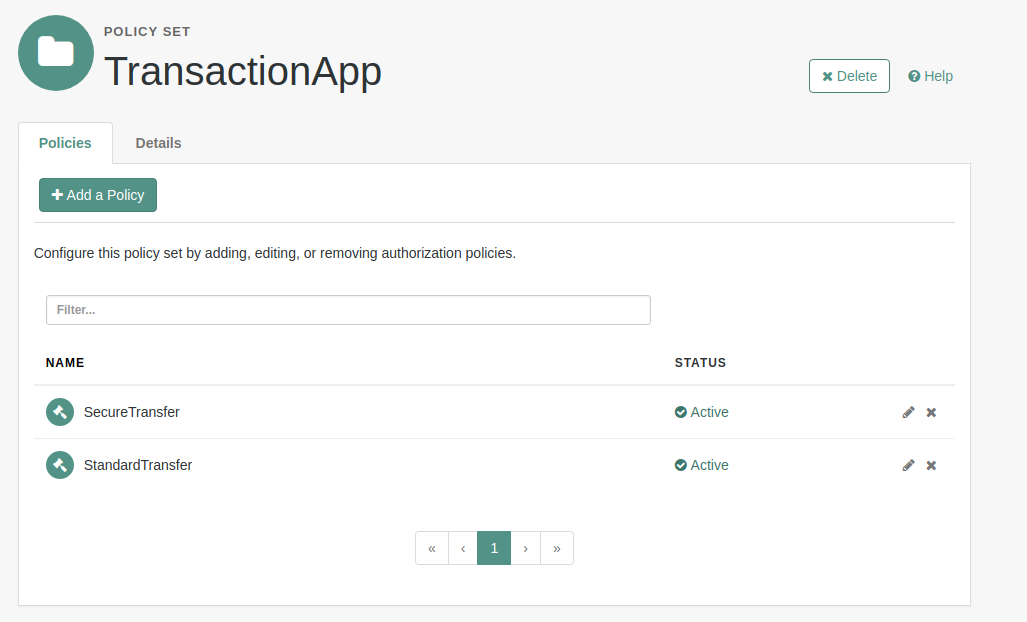 POLICY SET
TransactionApp
Delete Help
Policies Details
Add a Policy
Configure this policy set by adding, editing, or removing authorization policies.
Filter...
NAME STATUS
SecureTransfer Active
StandardTransfer Active
« ‹ 1 › »